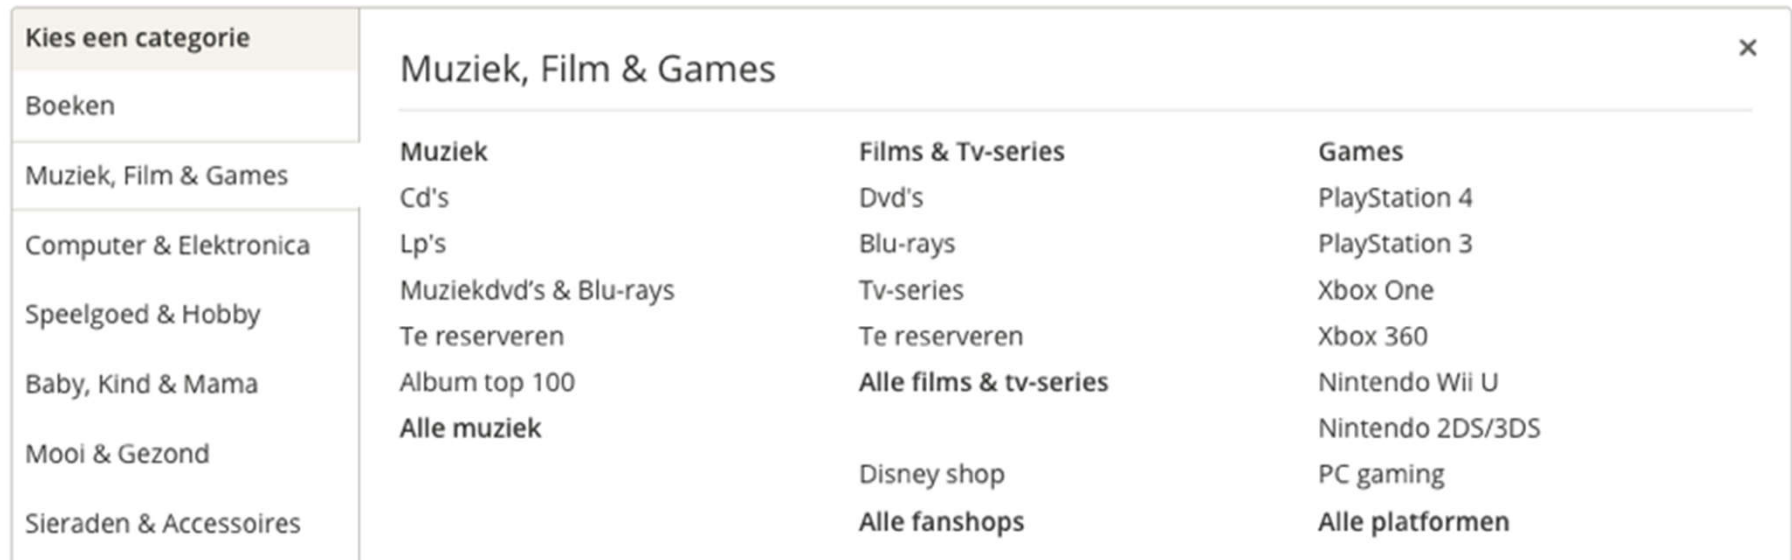 Kies een categorie
Boeken
Muziek, Film & Games
Computer & Elektronica
Speelgoed & Hobby
Baby, Kind & Mama
Mooi & Gezond
Sieraden & Accessoires
Muziek, Film & Games
×
Muziek
Cd's
Lp's
Muziekdvd’s & Blu-rays
Te reserveren
Album top 100
Alle muziek
Films & Tv-series
Dvd's
Blu-rays
Tv-series
Te reserveren
Alle films & tv-series
Disney shop
Alle fanshops
Games
PlayStation 4
PlayStation 3
Xbox One
Xbox 360
Nintendo Wii U
Nintendo 2DS/3DS
PC gaming
Alle platformen